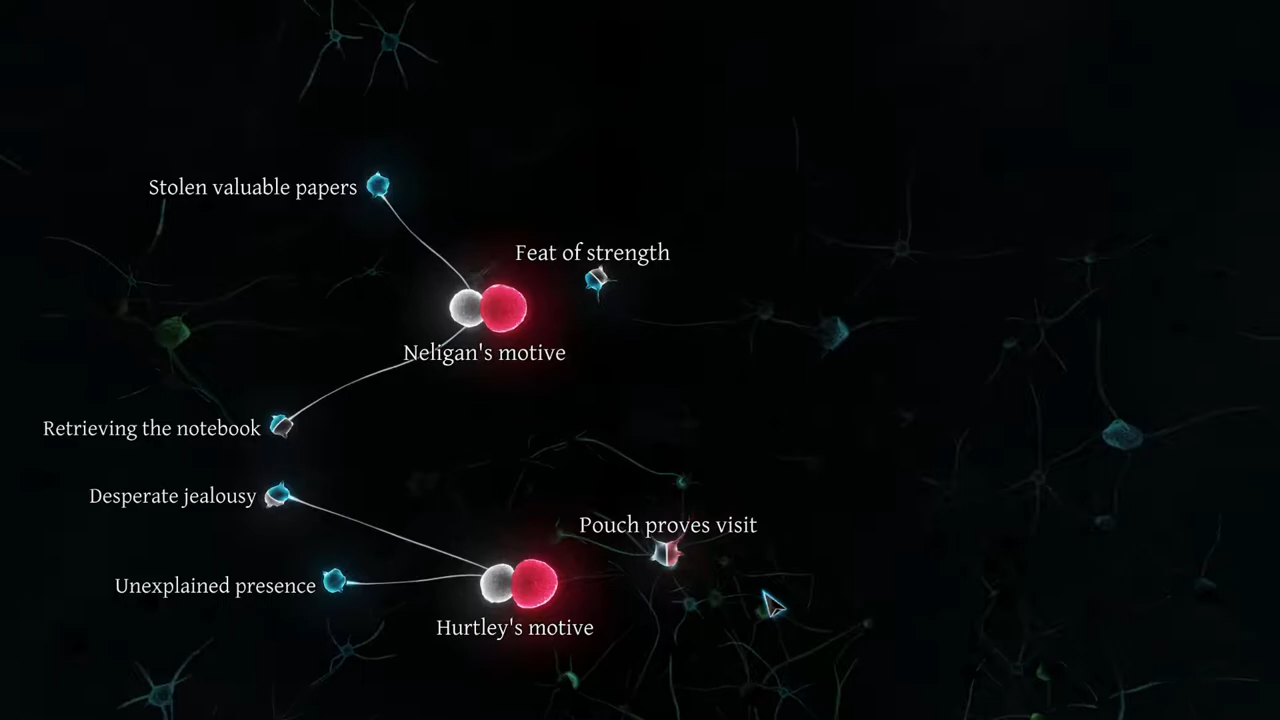 Stolen valuable papers
Feat of strength
Neligan's motive
Retrieving the notebook
Desperate jealousy
Pouch proves visit
Unexplained presence
Hurtley's motive